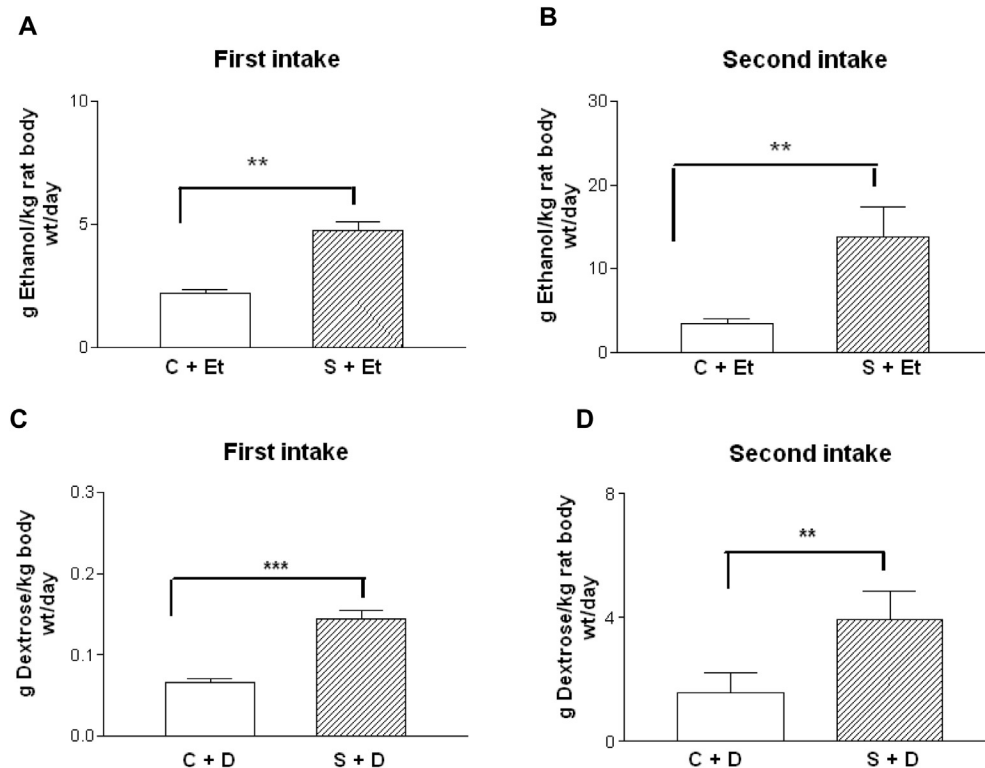 A
First intake
g Ethanol/kg rat body
wt/day
10
5
0
**
C + Et
S + Et
B
Second intake
g Ethanol/kg rat body
wt/day
30
20
10
0
**
C + Et
S + Et
C
First intake
g Dextrose/kg body
wt/day
0.3
0.2
0.1
0.0
***
C + D
S + D
D
Second intake
g Dextrose/kg rat body
wt/day
8
4
0
**
C + D
S + D